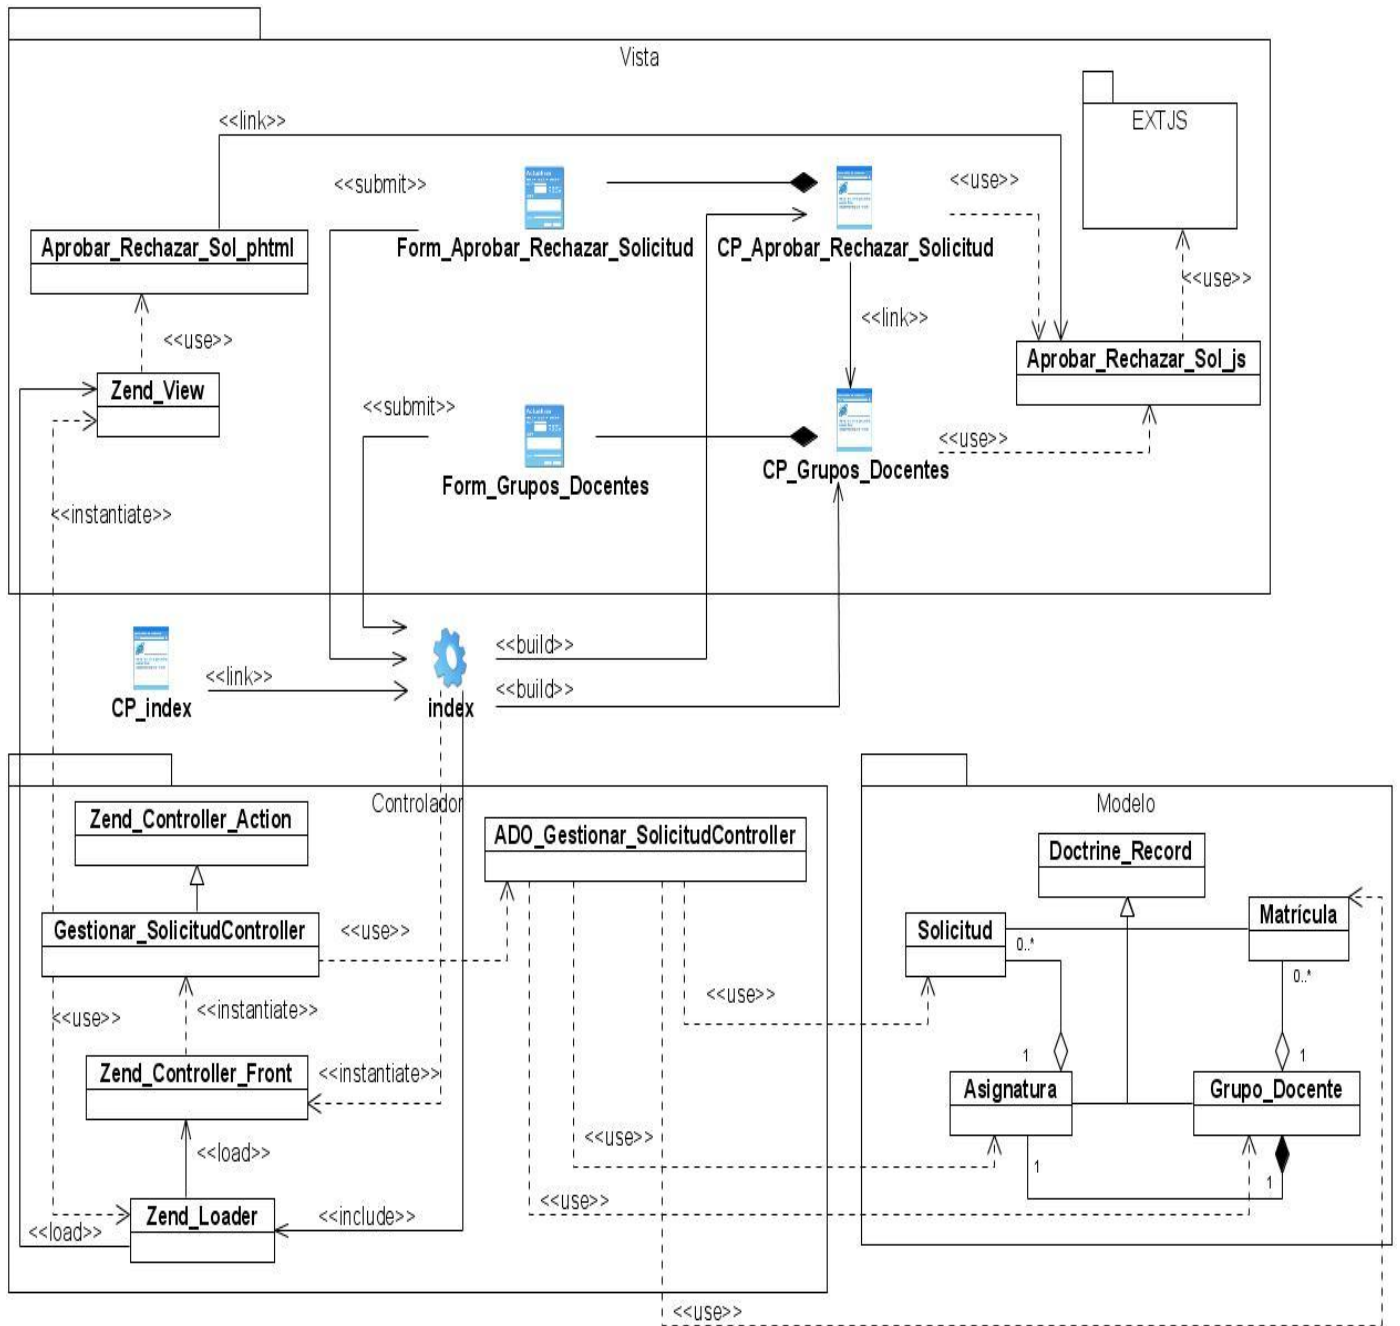 Vista
EXTJS
<<link>>
<<submit>>
<<use>>
Aprobar_Rechazar_Sol_phtml
Form_Aprobar_Rechazar_Solicitud
CP_Aprobar_Rechazar_Solicitud
<<use>>
<<link>>
<<use>>
Aprobar_Rechazar_Sol_js
Zend_View
<<submit>>
<<use>>
Form_Grupos_Docentes
CP_Grupos_Docentes
<<instantiate>>
<<build>>
<<link>>
<<build>>
CP_index
index
Controlador
Modelo
Zend_Controller_Action
ADO_Gestionar_SolicitudController
Doctrine_Record
Gestionar_SolicitudController
<<use>>
Solicitud
Matrícula
0..*
0..*
<<use>>
<<instantiate>>
<<use>>
1
1
Zend_Controller_Front
<<instantiate>>
Asignatura
Grupo_Docente
<<load>>
<<use>>
1
1
<<use>>
Zend_Loader
<<include>>
<<load>>
<<use>>